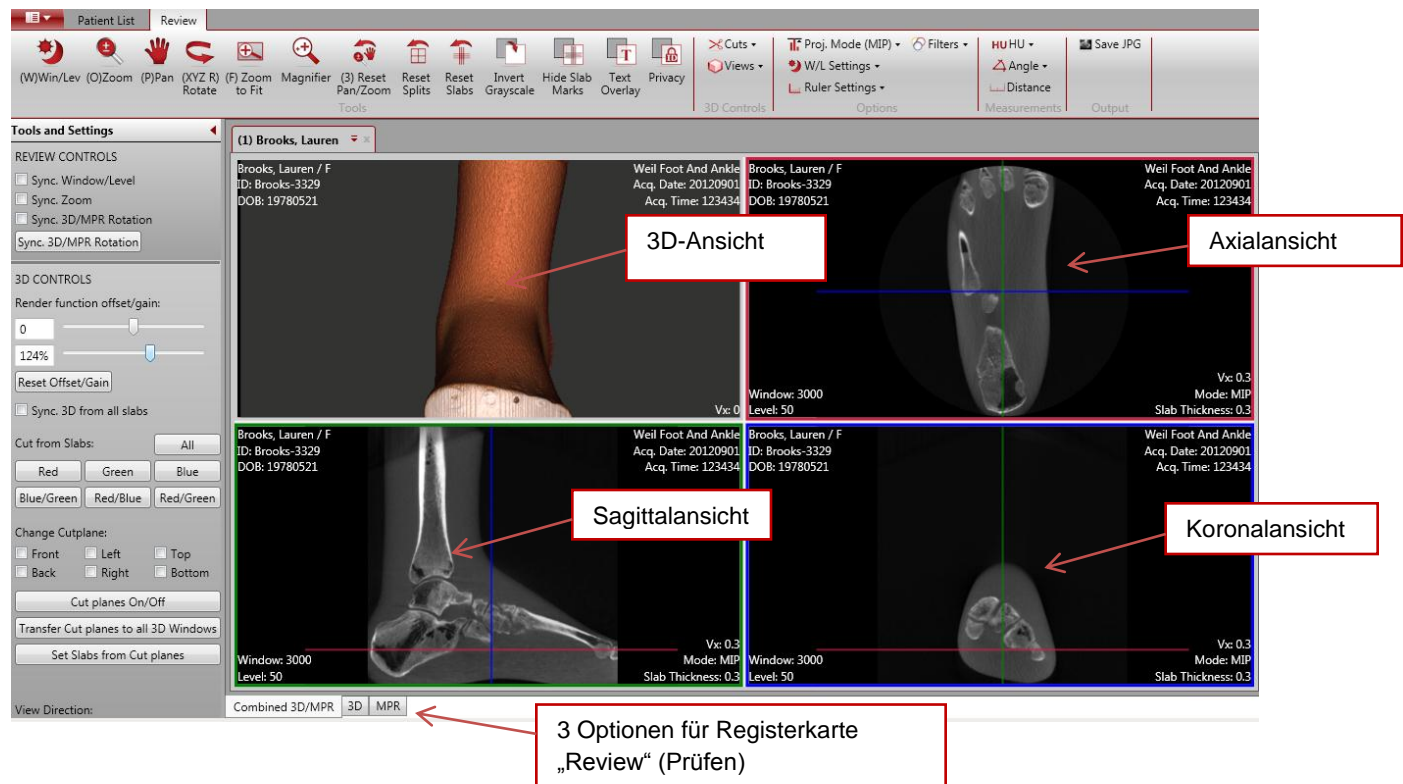 Patient List Review
(W)Win/Lev (O)Zoom (P)Pan (XYZ R) Rotate (F) Zoom to Fit Magnifier (3) Reset Pan/Zoom Reset Splits Reset Slabs Invert Grayscale Hide Slab Marks Text Overlay Privacy
Tools
Cuts
Views
3D Controls
Proj. Mode (MIP) Filters
W/L Settings
Ruler Settings
Options
HU HU
Angle
Distance
Measurements
Save JPG
Output
Tools and Settings
REVIEW CONTROLS
Sync. Window/Level
Sync. Zoom
Sync. 3D/MPR Rotation
Sync. 3D/MPR Rotation
3D CONTROLS
Render function offset/gain:
0
124%
Reset Offset/Gain
Sync. 3D from all slabs
Cut from Slabs: All
Red Green Blue
Blue/Green Red/Blue Red/Green
Change Cutplane:
Front Left Top
Back Right Bottom
Cut planes On/Off
Transfer Cut planes to all 3D Windows
Set Slabs from Cut planes
View Direction:
(1) Brooks, Lauren
Brooks, Lauren / F
ID: Brooks-3329
DOB: 19780521
Weil Foot And Ankle
Acq. Date: 20120901
Acq. Time: 123434
3D-Ansicht
Vx: 0
Brooks, Lauren / F
ID: Brooks-3329
DOB: 19780521
Weil Foot And Ankle
Acq. Date: 20120901
Acq. Time: 123434
Axialansicht
Window: 3000
Level: 50
Vx: 0.3
Mode: MIP
Slab Thickness: 0.3
Brooks, Lauren / F
ID: Brooks-3329
DOB: 19780521
Weil Foot And Ankle
Acq. Date: 20120901
Acq. Time: 123434
Sagittalansicht
Window: 3000
Level: 50
Vx: 0.3
Mode: MIP
Slab Thickness: 0.3
Brooks, Lauren / F
ID: Brooks-3329
DOB: 19780521
Weil Foot And Ankle
Acq. Date: 20120901
Acq. Time: 123434
Koronalansicht
Window: 3000
Level: 50
Vx: 0.3
Mode: MIP
Slab Thickness: 0.3
Combined 3D/MPR 3D MPR
3 Optionen für Registerkarte
„Review“ (Prüfen)